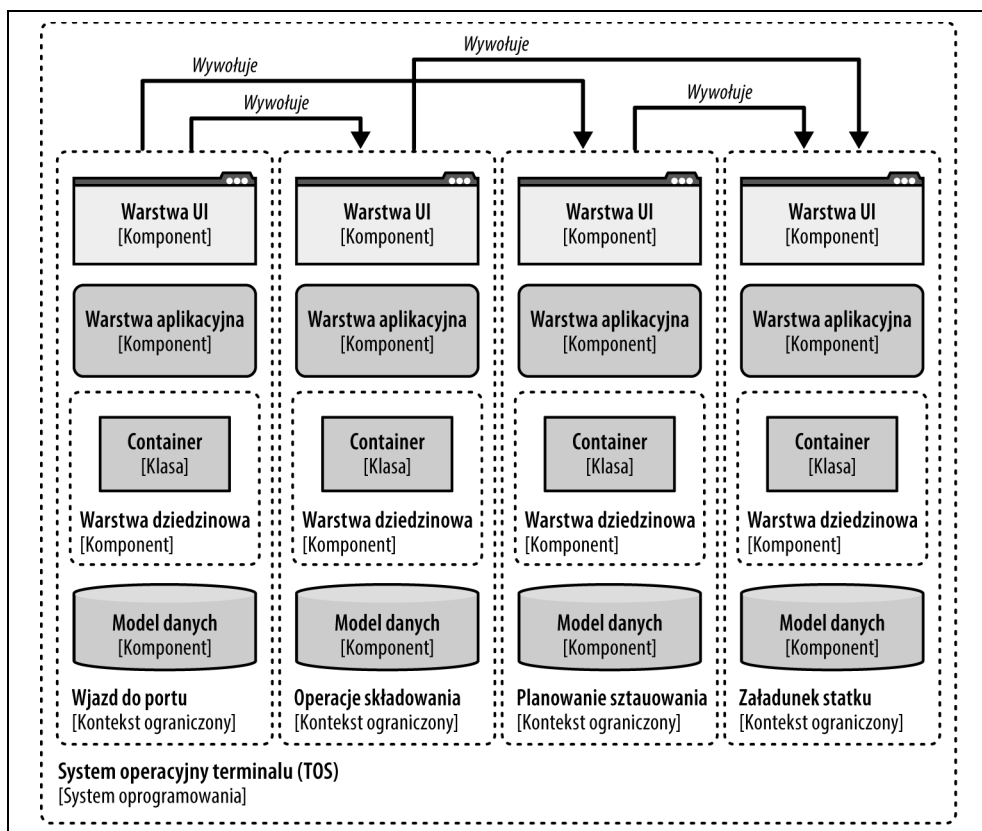 Wywołuje
Wywołuje
Wywołuje
Wywołuje
Warstwa UI
[Komponent]
Warstwa aplikacyjna
[Komponent]
Container
[Klasa]
Warstwa dziedzinowa
[Komponent]
Model danych
[Komponent]
Wjazd do portu
[Kontekst ograniczony]
Warstwa UI
[Komponent]
Warstwa aplikacyjna
[Komponent]
Container
[Klasa]
Warstwa dziedzinowa
[Komponent]
Model danych
[Komponent]
Operacje składowania
[Kontekst ograniczony]
Warstwa UI
[Komponent]
Warstwa aplikacyjna
[Komponent]
Container
[Klasa]
Warstwa dziedzinowa
[Komponent]
Model danych
[Komponent]
Planowanie sztauowania
[Kontekst ograniczony]
Warstwa UI
[Komponent]
Warstwa aplikacyjna
[Komponent]
Container
[Klasa]
Warstwa dziedzinowa
[Komponent]
Model danych
[Komponent]
Załadunek statku
[Kontekst ograniczony]
System operacyjny terminalu (TOS)
[System oprogramowania]